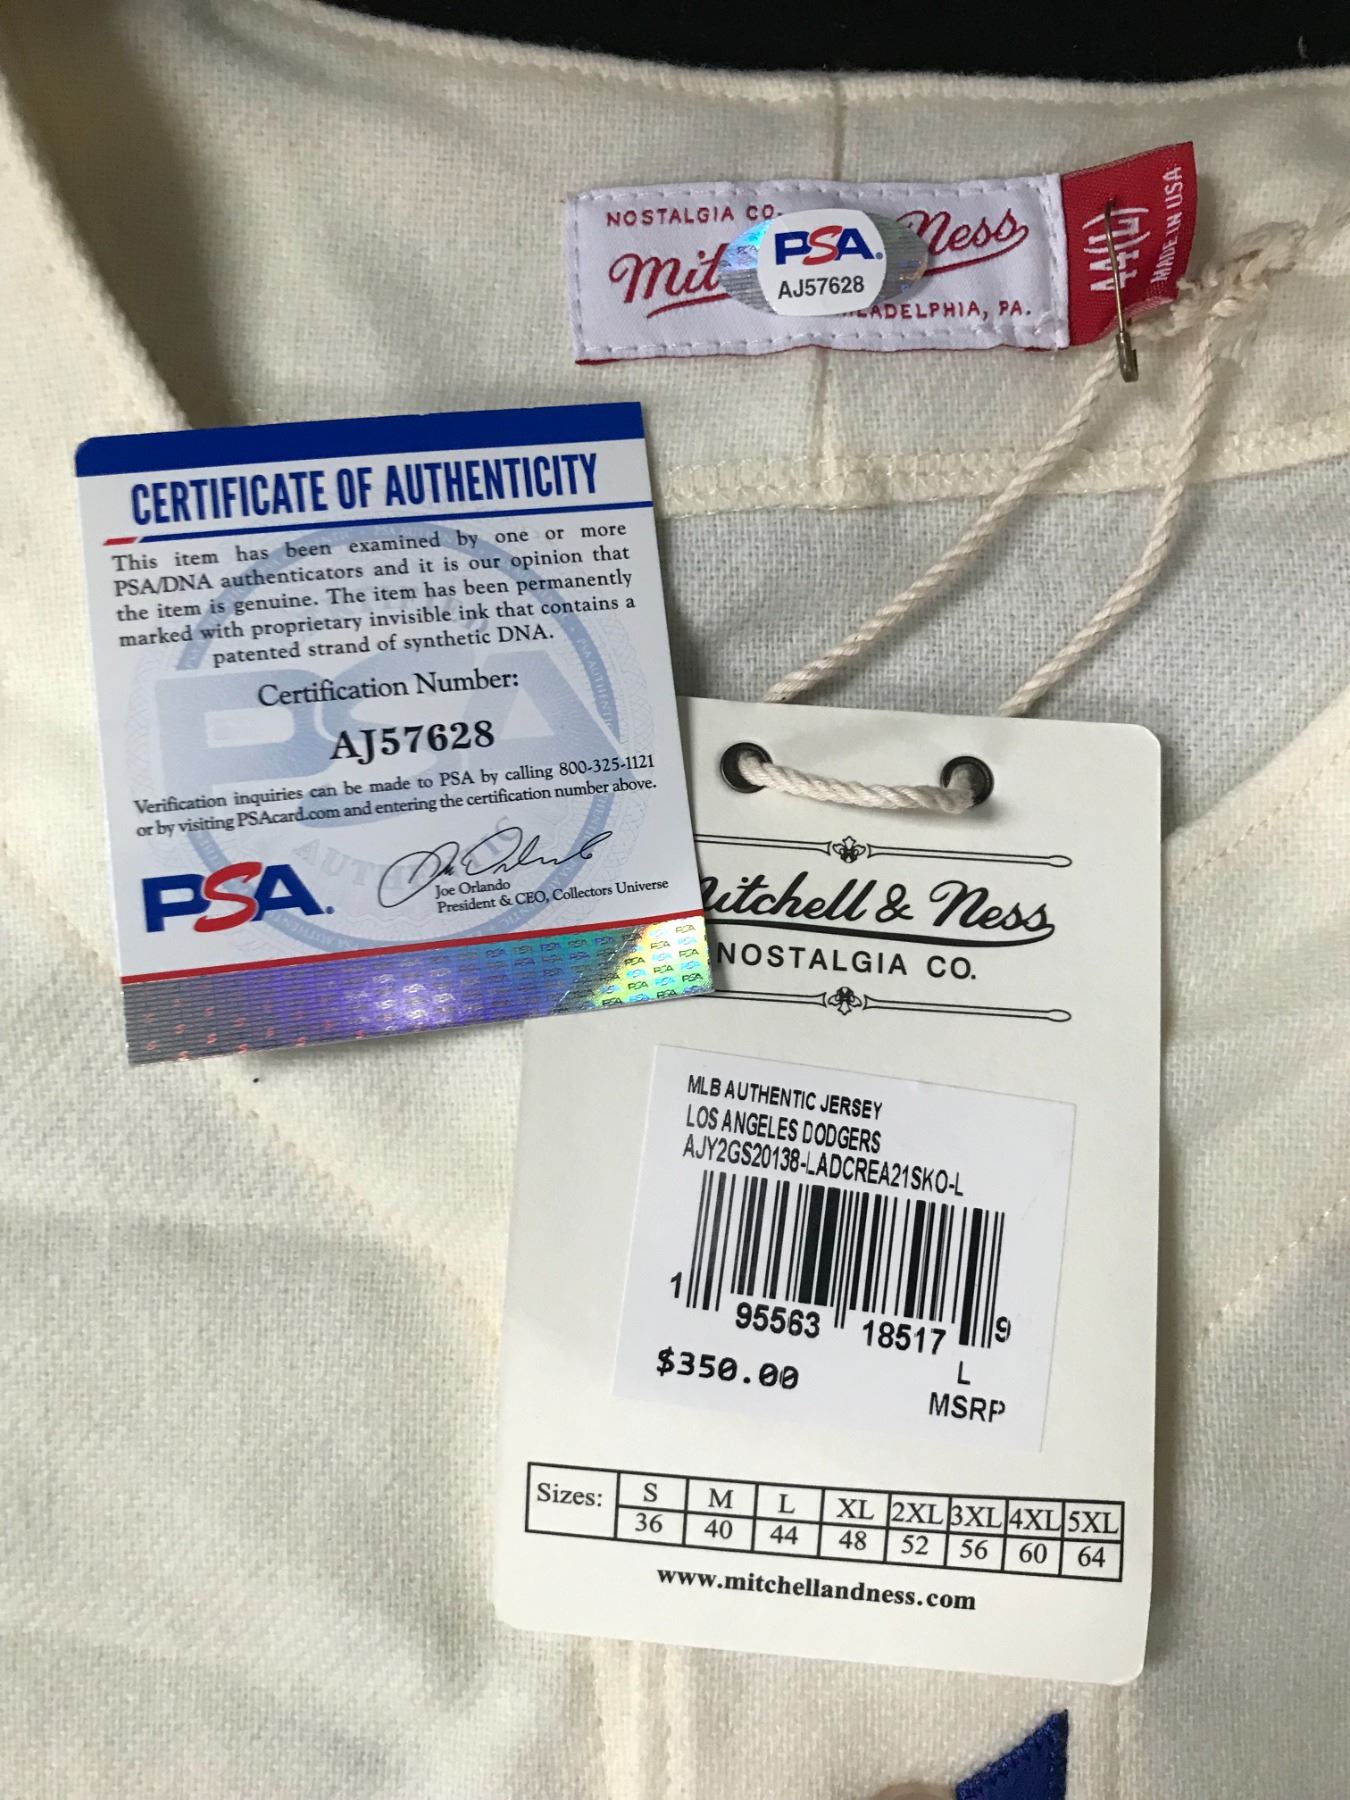 NOSTALGIA CO.
Mit Ness
PSA
AJ57628
ADELPHIA, PA.
44(L)
44(L)
MADE IN USA
CERTIFICATE OF AUTHENTICITY
This item has been examined by one or more
PSA/DNA authenticators and it is our opinion that
the item is genuine. The item has been permanently
marked with proprietary invisible ink that contains a
patented strand of synthetic DNA.
Certification Number:
AJ57628
Verification inquiries can be made to PSA by calling 800-325-1121
or by visiting PSAcard.com and entering the certification number above.
PSA.
Joe Orlando
President & CEO, Collectors Universe
Mitchell & Ness
NOSTALGIA CO.
MLB AUTHENTIC JERSEY
LOS ANGELES DODGERS
AJY2GS20138-LADCREA21SKO-L
1 95563 18517 9
$350.00 L
MSRP
Sizes: S M L XL 2XL 3XL 4XL 5XL
36 40 44 48 52 56 60 64
www.mitchellandness.com